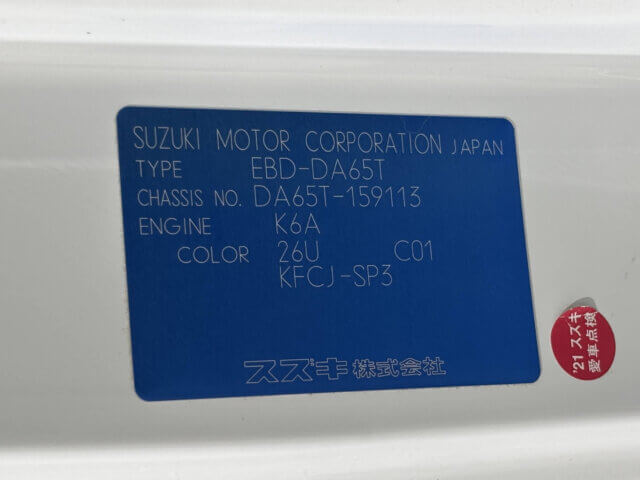 SUZUKI MOTOR CORPORATION JAPAN
TYPE EBD-DA65T
CHASSIS NO. DA65T-159113
ENGINE K6A
COLOR 26U C01
KFCJ-SP3
スズキ株式会社
'21 スズキ
愛車点検